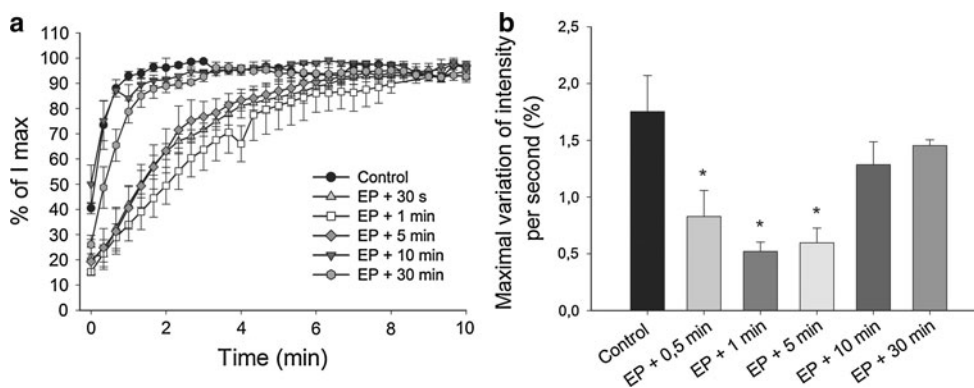 a
% of I max
110
100
90
80
70
60
50
40
30
20
10
0
0 2 4 6 8 10
Time (min)
Control
EP + 30 s
EP + 1 min
EP + 5 min
EP + 10 min
EP + 30 min
b
Maximal variation of intensity
per second (%)
2,5
2,0
1,5
1,0
0,5
0,0
*
*
*
Control
EP + 0,5 min
EP + 1 min
EP + 5 min
EP + 10 min
EP + 30 min